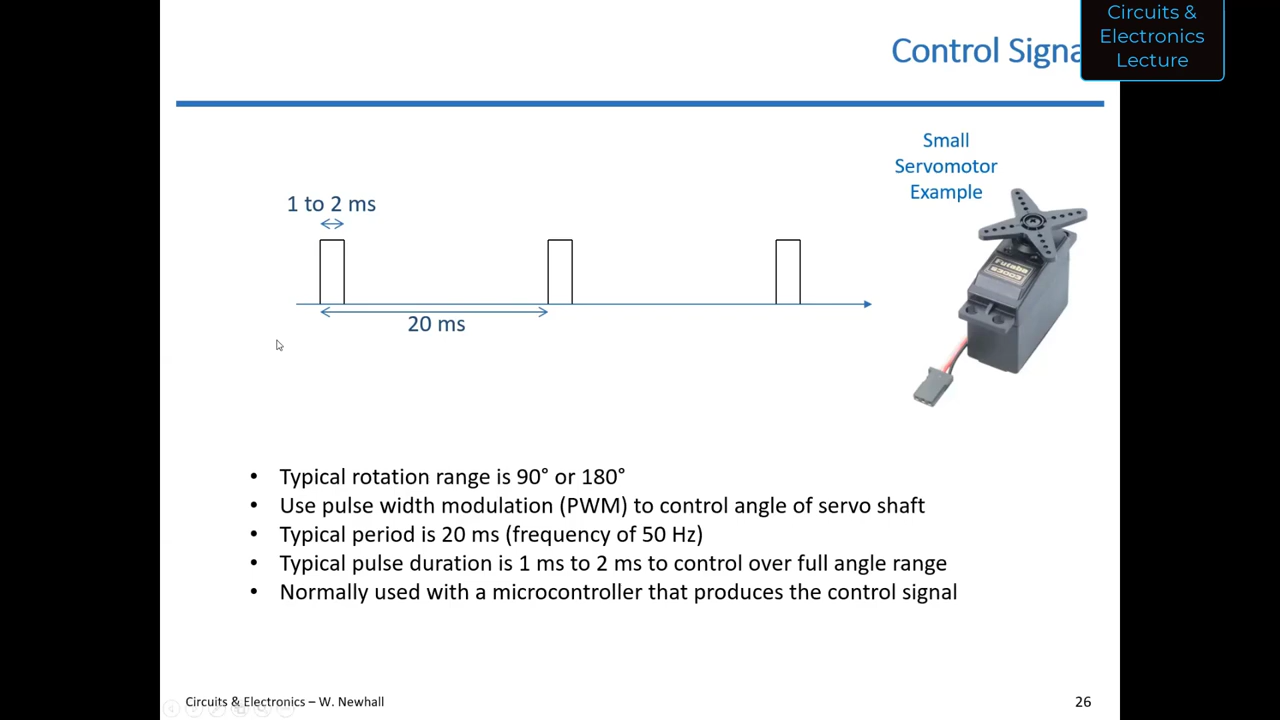 Circuits &
Electronics
Lecture
Control Signa
Small
Servomotor
Example
1 to 2 ms
20 ms
Futaba
S3003
• Typical rotation range is 90° or 180°
• Use pulse width modulation (PWM) to control angle of servo shaft
• Typical period is 20 ms (frequency of 50 Hz)
• Typical pulse duration is 1 ms to 2 ms to control over full angle range
• Normally used with a microcontroller that produces the control signal
Circuits & Electronics – W. Newhall
26